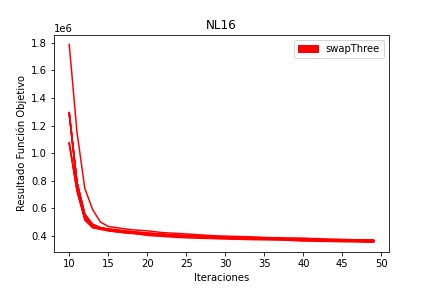 NL16
1e6
swapThree
1.8
1.6
1.4
1.2
1.0
0.8
0.6
0.4
Resultado Función Objetivo
10 15 20 25 30 35 40 45 50
Iteraciones